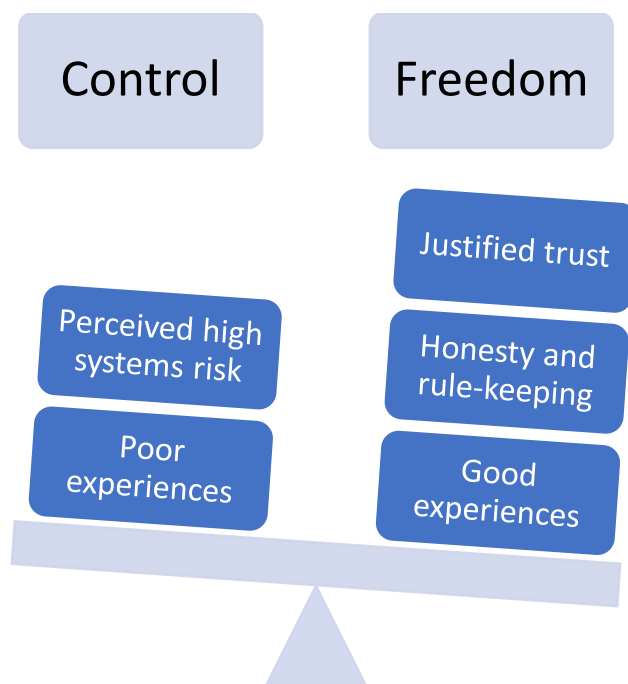 Control
Freedom
Justified trust
Perceived high
systems risk
Honesty and
rule-keeping
Poor
experiences
Good
experiences